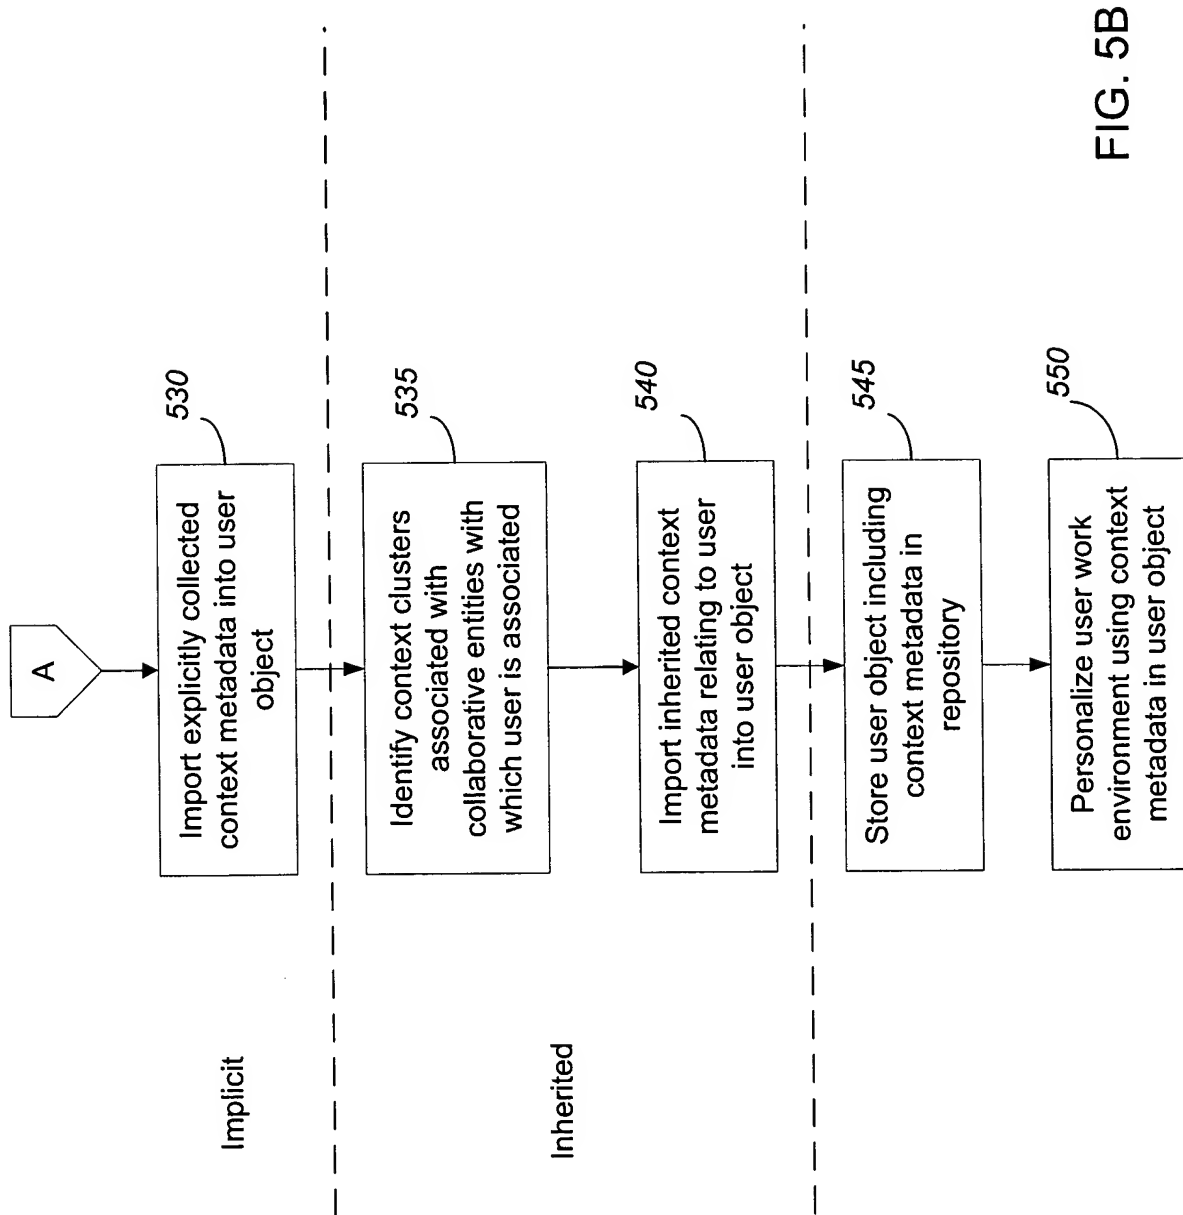 A
Import explicitly collected
context metadata into user
object
530
Implicit
Identify context clusters
associated with
collaborative entities with
which user is associated
535
Inherited
Import inherited context
metadata relating to user
into user object
540
Store user object including
context metadata in
repository
545
Personalize user work
environment using context
metadata in user object
550
FIG. 5B